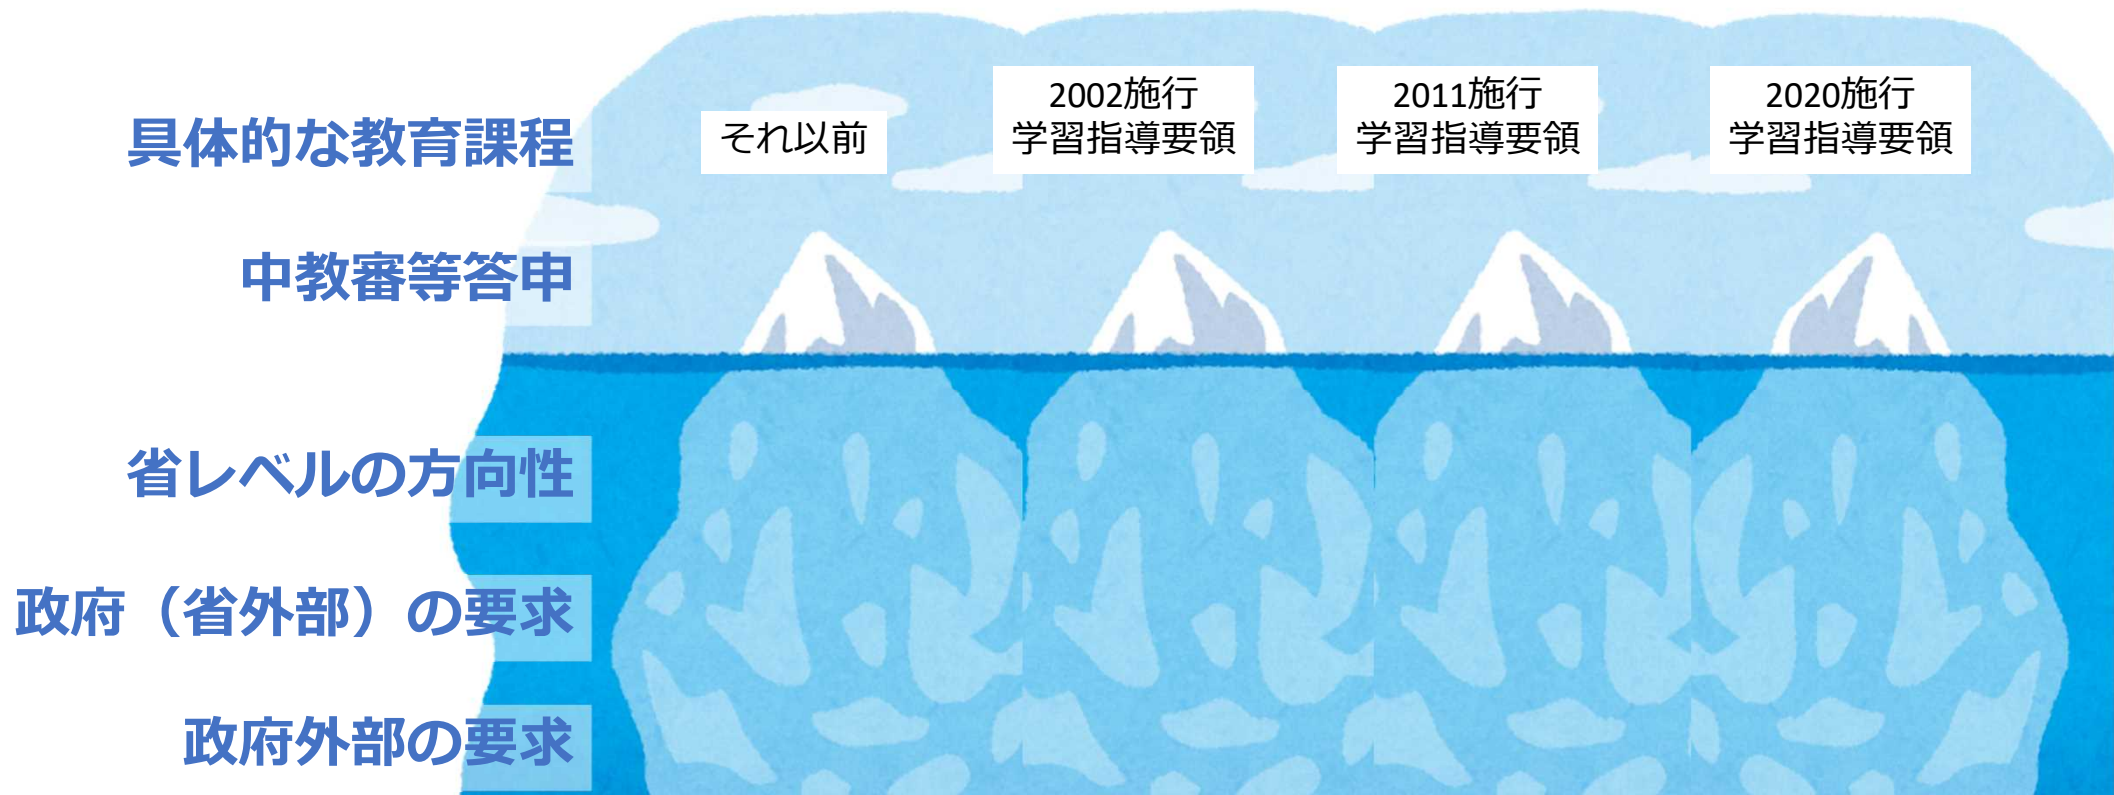 具体的な教育課程
それ以前
2002施行
学習指導要領
2011施行
学習指導要領
2020施行
学習指導要領
中教審等答申
省レベルの方向性
政府（省外部）の要求
政府外部の要求